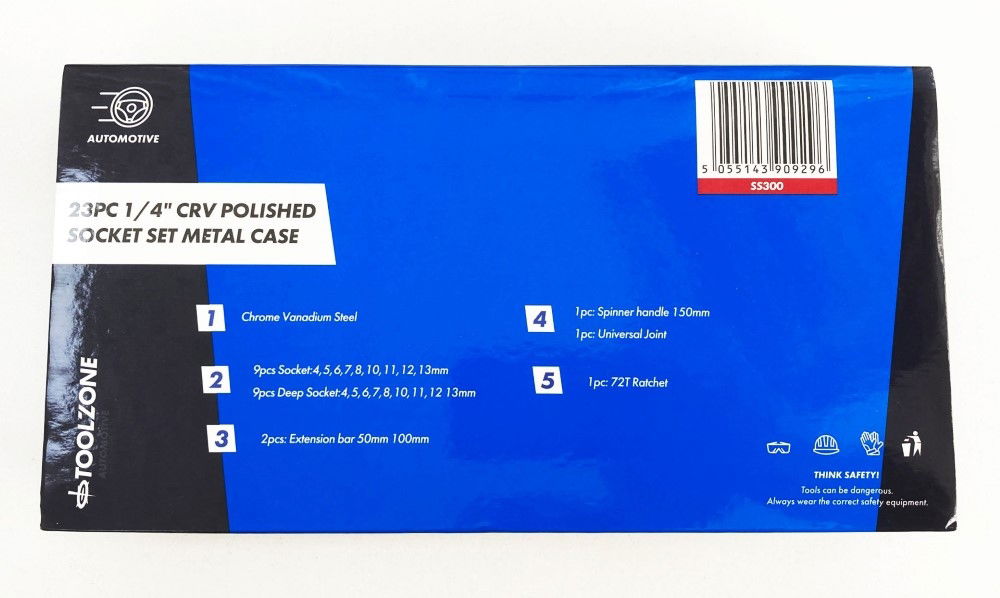 AUTOMOTIVE
5 055143 909296
SS300
23PC 1/4" CRV POLISHED
SOCKET SET METAL CASE
1 Chrome Vanadium Steel
2 9pcs Socket:4,5,6,7,8,10,11,12,13mm
9pcs Deep Socket:4,5,6,7,8,10,11,12 13mm
3 2pcs: Extension bar 50mm 100mm
4 1pc: Spinner handle 150mm
1pc: Universal Joint
5 1pc: 72T Ratchet
TOOLZONE
AUTOMOTIVE
THINK SAFETY!
Tools can be dangerous.
Always wear the correct safety equipment.